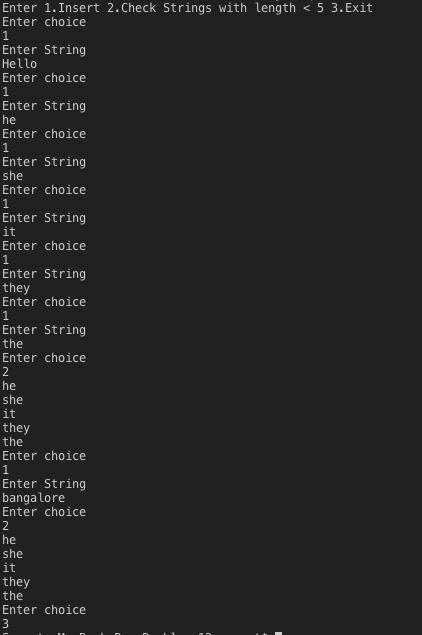 Enter 1.Insert 2.Check Strings with length < 5 3.Exit
Enter choice
1
Enter String
Hello
Enter choice
1
Enter String
he
Enter choice
1
Enter String
she
Enter choice
1
Enter String
it
Enter choice
1
Enter String
they
Enter choice
1
Enter String
the
Enter choice
2
he
she
it
they
the
Enter choice
1
Enter String
bangalore
Enter choice
2
he
she
it
they
the
Enter choice
3